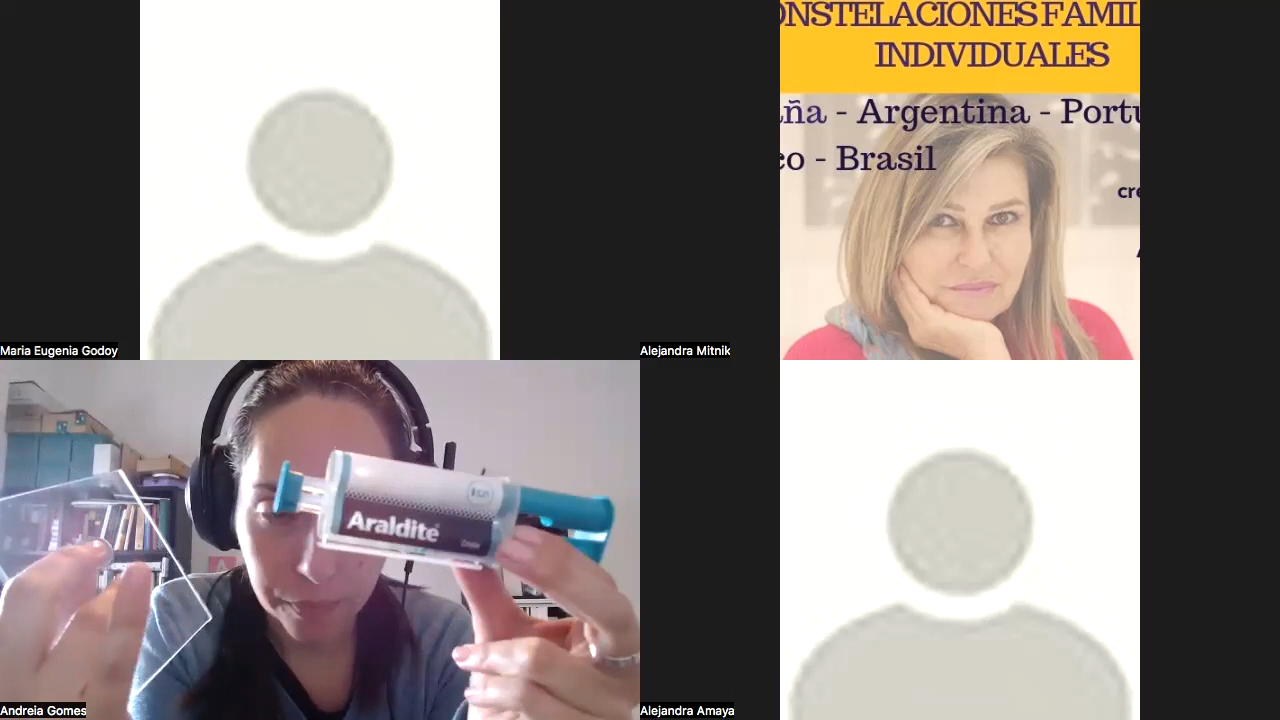 ONSTELACIONES FAMIL
INDIVIDUALES
ña - Argentina - Portu
co - Brasil
cre
Maria Eugenia Godoy
Alejandra Mitnik
Araldite
Andreia Gomes
Alejandra Amaya